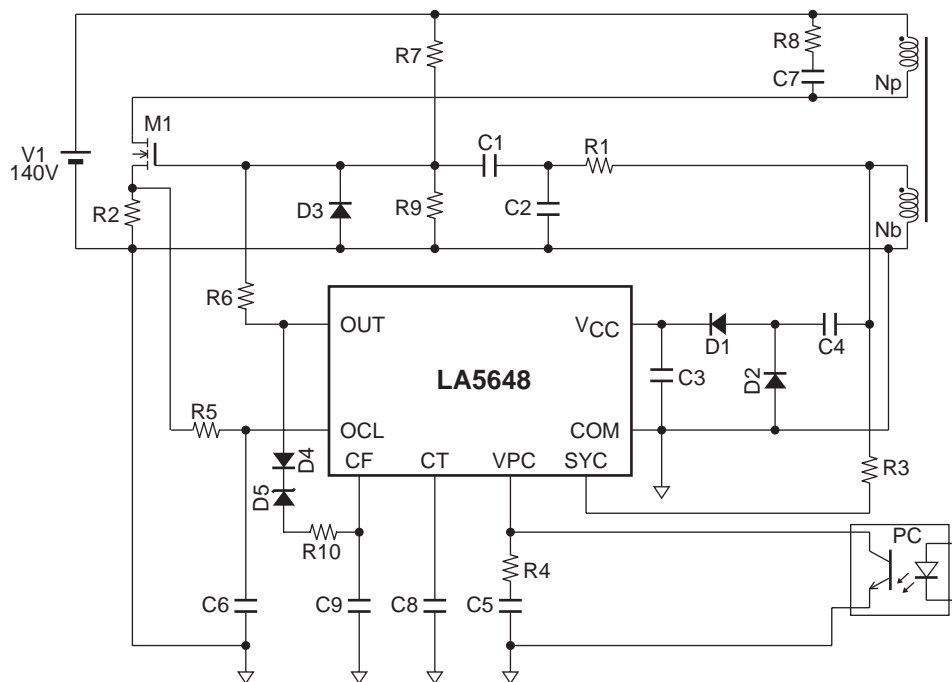 R8
R7
C7
Np
M1
V1
140V
C1
R1
R2
D3
R9
C2
Nb
R6
OUT
VCC
D1
C4
LA5648
C3
D2
R5
OCL
COM
D4
CF
CT
VPC
SYC
R3
D5
R10
PC
R4
C6
C9
C8
C5